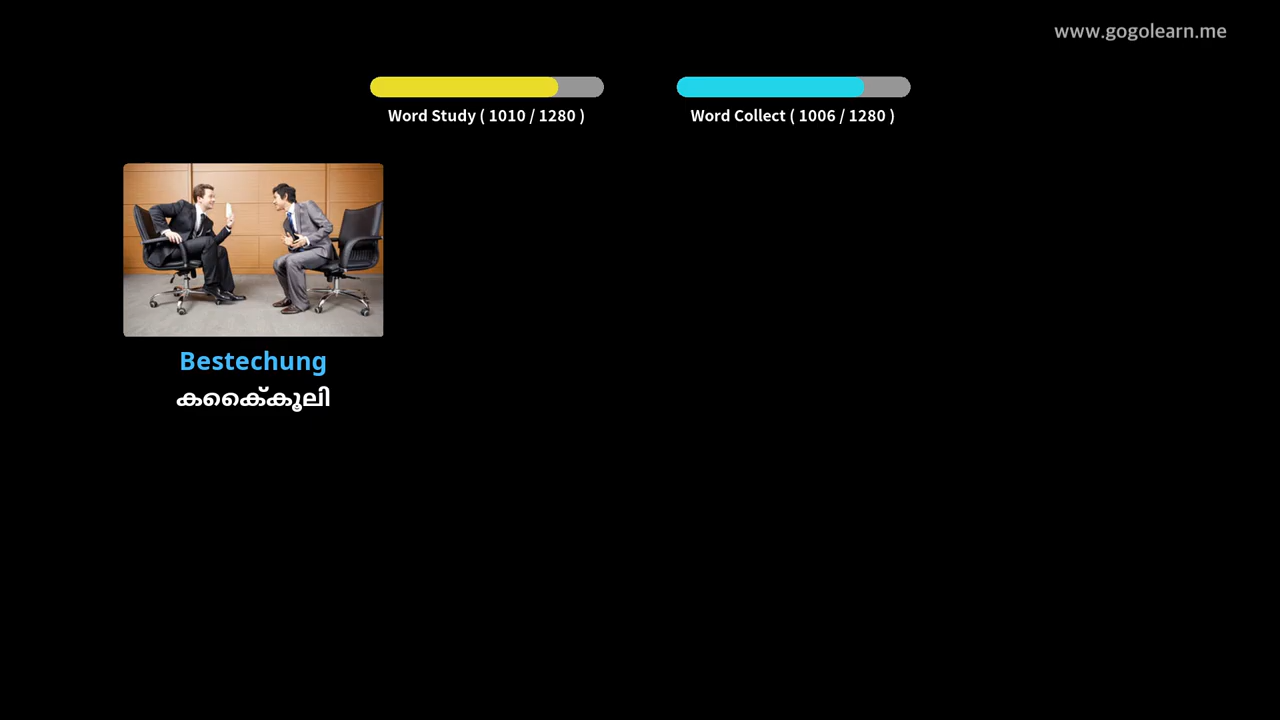 www.gogolearn.me
Word Study ( 1010 / 1280 )
Word Collect ( 1006 / 1280 )
Bestechung
കൈക്കൂലി